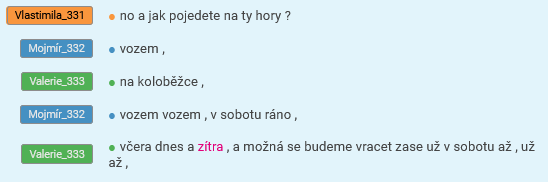 Vlastimila_331 ● no a jak pojedete na ty hory ?
Mojmír_332 ● vozem ,
Valerie_333 ● na koloběžce ,
Mojmír_332 ● vozem vozem , v sobotu ráno ,
Valerie_333 ● včera dnes a zítra , a možná se budeme vracet zase už v sobotu až , už
až ,